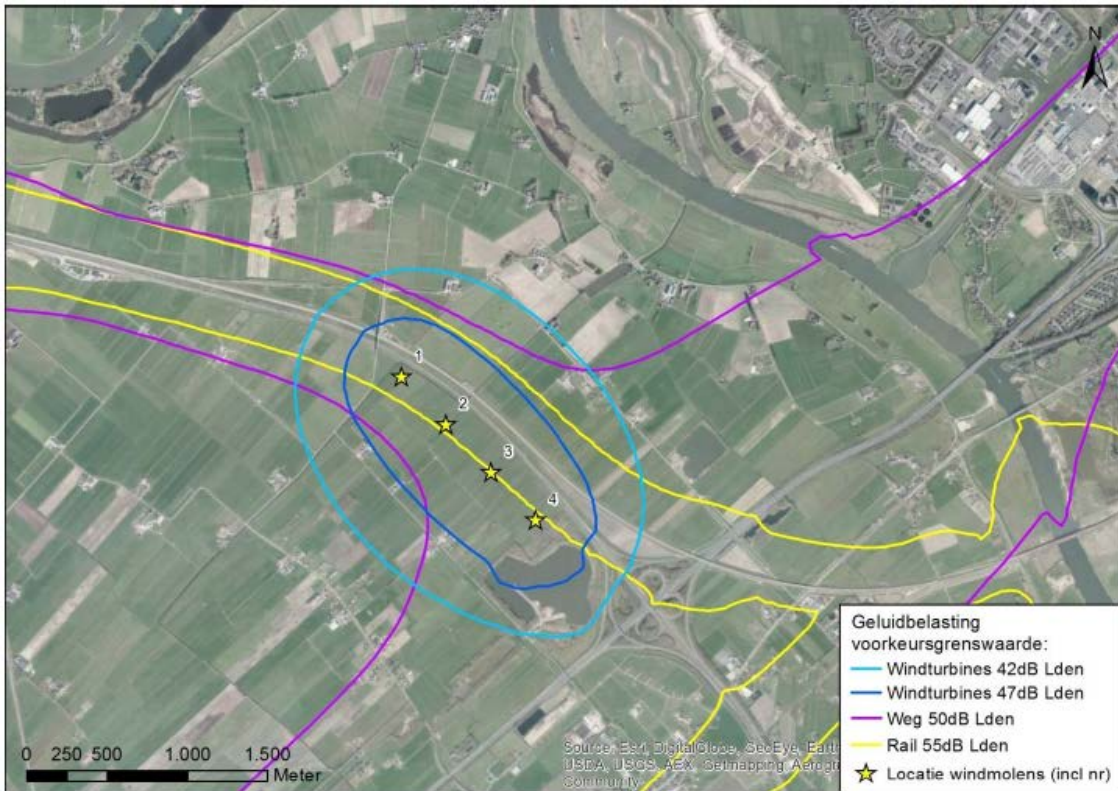 N
1
2
3
4
Geluidbelasting
voorkeursgrenswaarde:
Windturbines 42dB Lden
Windturbines 47dB Lden
Weg 50dB Lden
Rail 55dB Lden
Locatie windmolens (incl nr)
0 250 500 1.000 1.500
Meter
Source: Esri, DigitalGlobe, GeoEye, Earth
USDA, USGS, AEX, Getmapping, Aerogri
Community